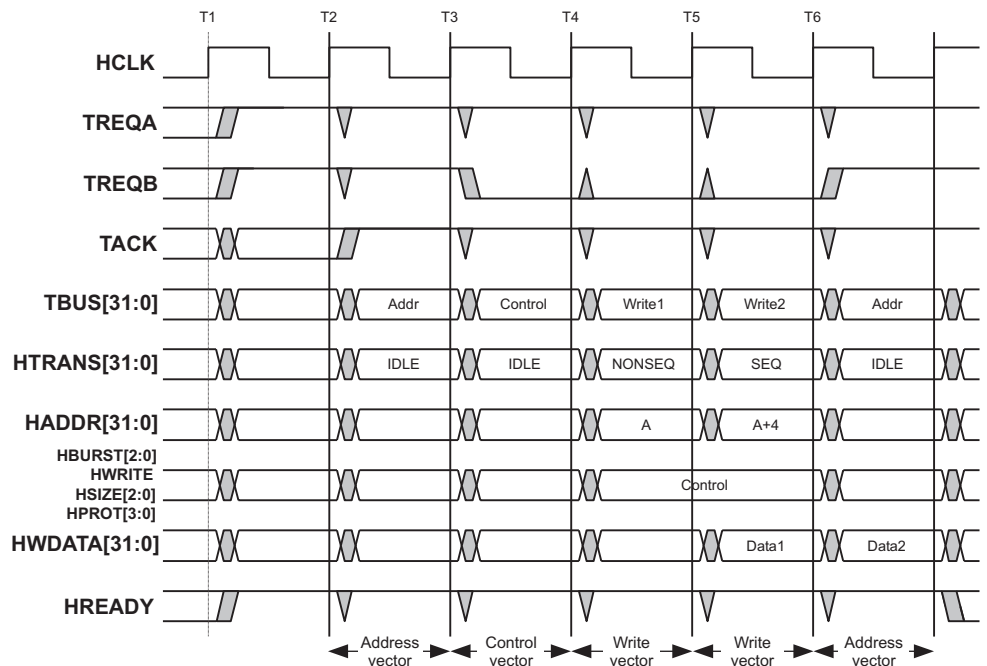 T1 T2 T3 T4 T5 T6
HCLK
TREQA
TREQB
TACK
TBUS[31:0] Addr Control Write1 Write2 Addr
HTRANS[31:0] IDLE IDLE NONSEQ SEQ IDLE
HADDR[31:0] A A+4
HBURST[2:0]
HWRITE
HSIZE[2:0]
HPROT[3:0]
Control
HWDATA[31:0] Data1 Data2
HREADY
Address Control Write Write Address
vector vector vector vector vector